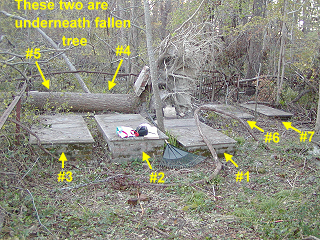 These two are
underneath fallen
tree
#5
#4
#6
#7
#3
#2
#1